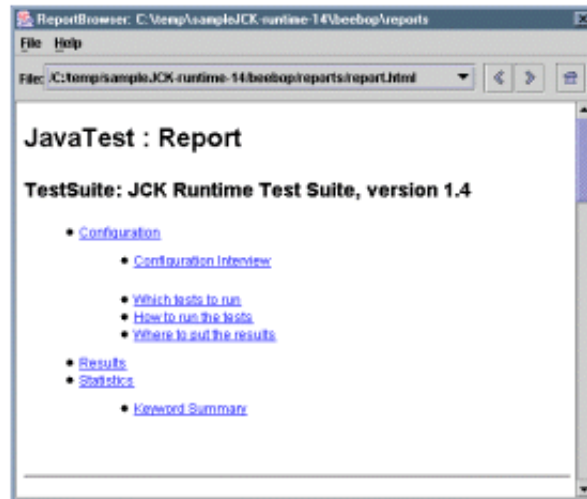 ReportBrowser: C:\temp\sampleJCK-runtime-14\beebop\reports
File Help
File: /C:/temp/sampleJCK-runtime-14/beebop/reports/report.html
JavaTest : Report
TestSuite: JCK Runtime Test Suite, version 1.4
Configuration
Configuration Interview
Which tests to run
How to run the tests
Where to put the results
Results
Statistics
Keyword Summary